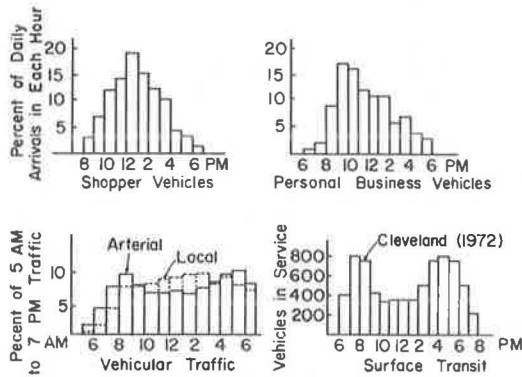 Percent of Daily
Arrivals in Each Hour
20
15
10
5
8 10 12 2 4 6 PM
Shopper Vehicles
20
15
10
5
6 8 10 12 2 4 6 PM
Personal Business Vehicles
Pecent of 5 AM
to 7 PM Traffic
10
5
Arterial
Local
AM 6 8 10 12 2 4 6
Vehicular Traffic
Vehicles in Service
800
600
400
200
Cleveland (1972)
6 8 10 12 2 4 6 8 PM
Surface Transit